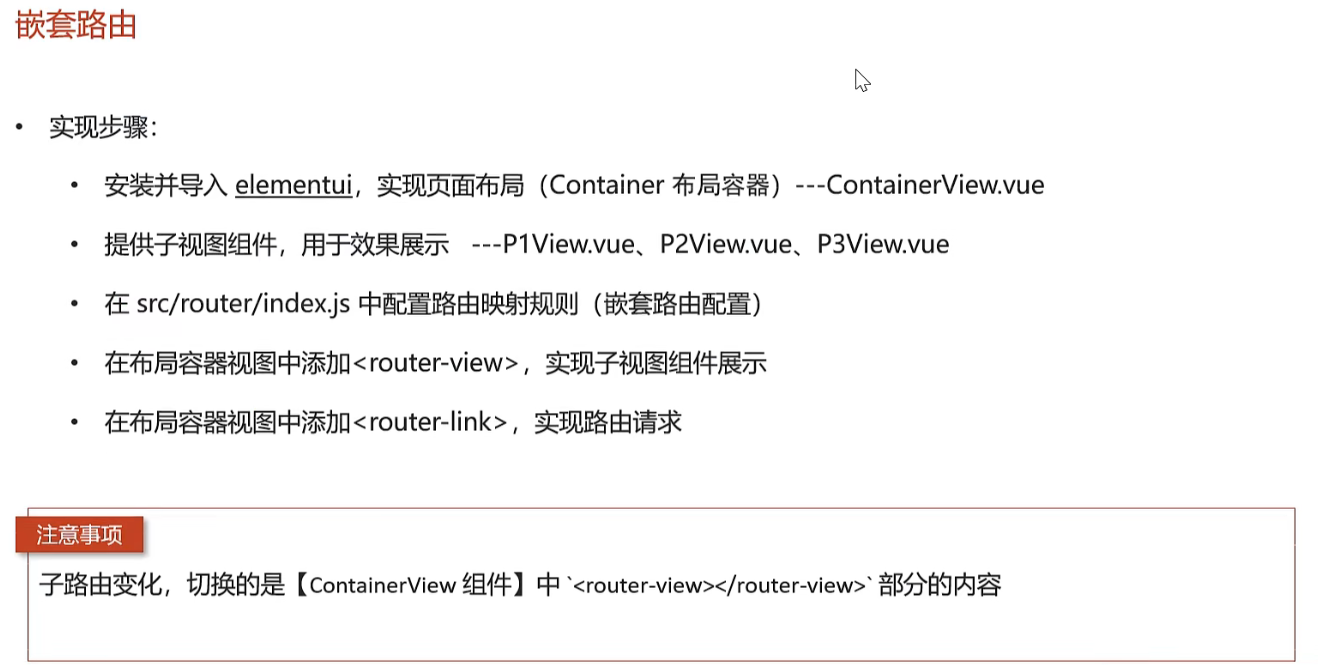 嵌套路由
• 实现步骤：
• 安装并导入 elementui，实现页面布局（Container 布局容器）---ContainerView.vue
• 提供子视图组件，用于效果展示 ---P1View.vue、P2View.vue、P3View.vue
• 在 src/router/index.js 中配置路由映射规则（嵌套路由配置）
• 在布局容器视图中添加<router-view>，实现子视图组件展示
• 在布局容器视图中添加<router-link>，实现路由请求
注意事项
子路由变化，切换的是【ContainerView 组件】中 `<router-view></router-view>` 部分的内容